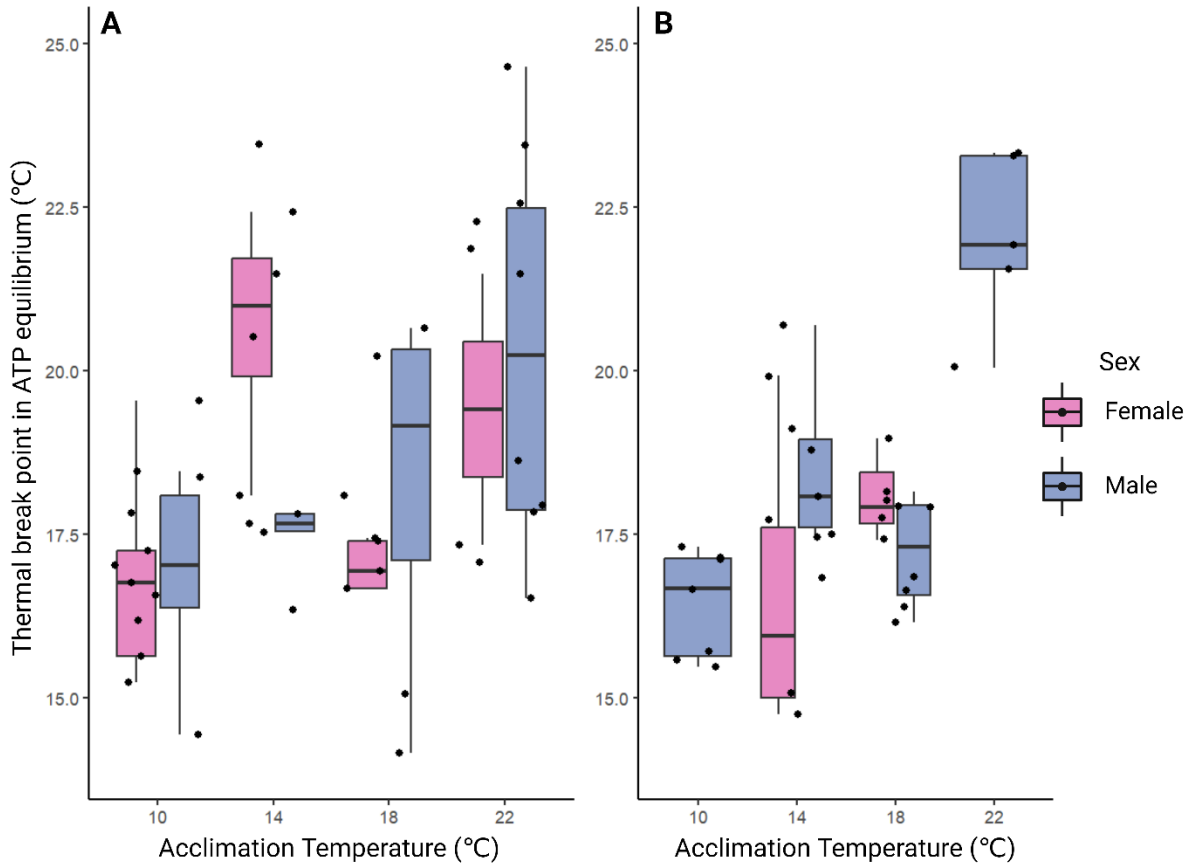 A
B
Thermal break point in ATP equilibrium (°C)
25.0
22.5
20.0
17.5
15.0
10
14
18
22
Acclimation Temperature (°C)
25.0
22.5
20.0
17.5
15.0
10
14
18
22
Acclimation Temperature (°C)
Sex
Female
Male